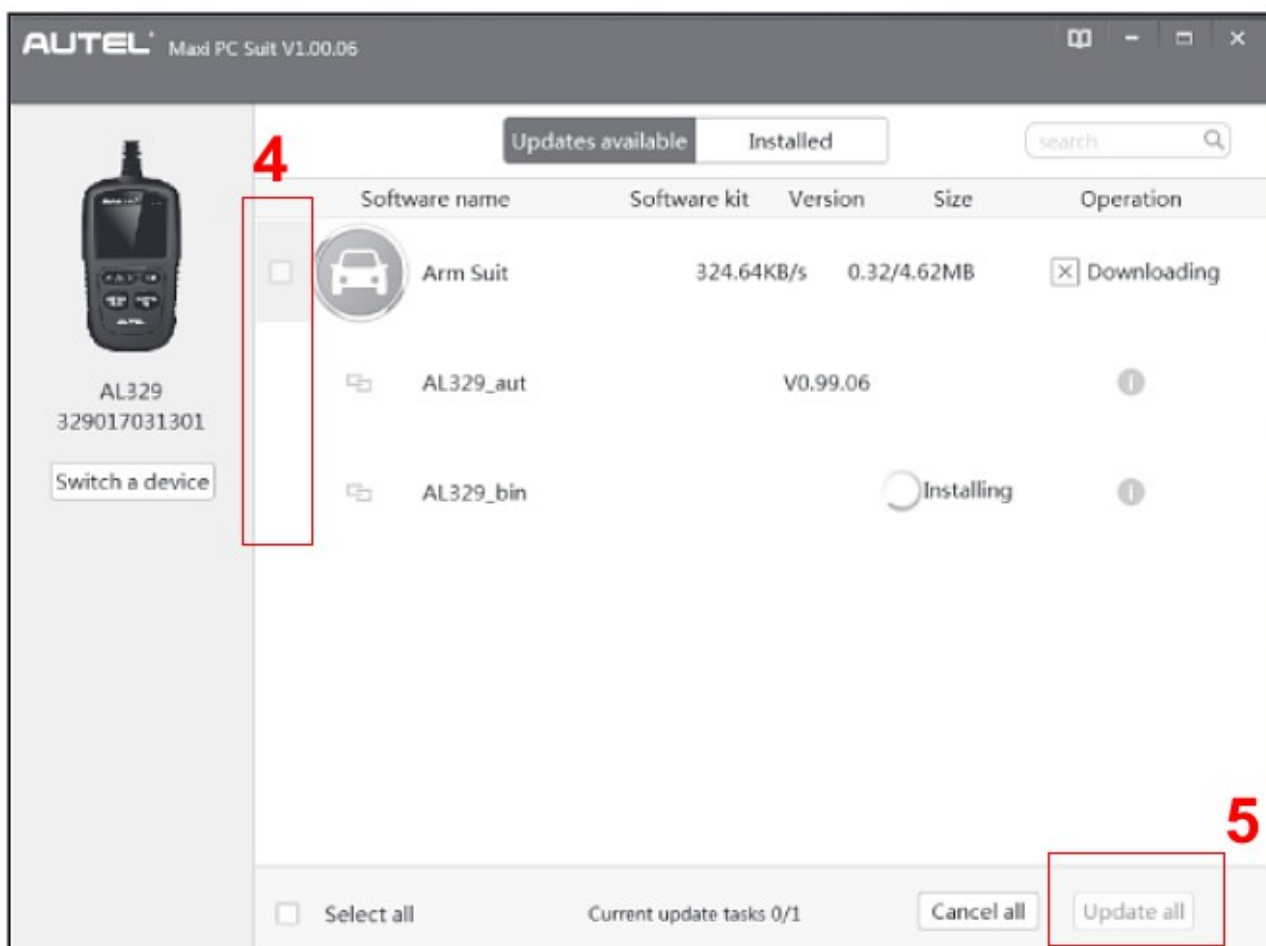 AUTEL Maxi PC Suit V1.00.06
Updates available Installed search
4
Software name Software kit Version Size Operation
Arm Suit 324.64KB/s 0.32/4.62MB Downloading
AL329_aut V0.99.06
AL329
329017031301
Switch a device
AL329_bin Installing
5
Select all Current update tasks 0/1 Cancel all Update all